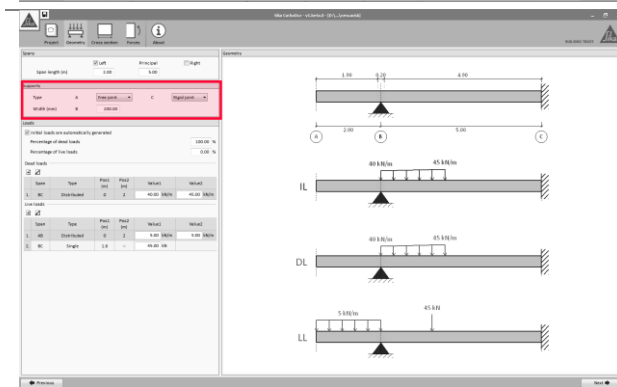 Project Geometry Cross-section Forces About
BUILDING TRUST
Spans
Geometry
Left Principal Right
Span length [m] 2.00 5.00
Supports
Type A Free point C Rigid point
Width [mm] B 200.00
Loads
Initial loads are automatically generated
Percentage of dead loads 100.00 %
Percentage of live loads 0.00 %
Dead loads
Span Type Pos1 [m] Pos2 [m] Value1 Value2
1 BC Distributed 0 2 40.00 kN/m 45.00 kN/m
Live loads
Span Type Pos1 [m] Pos2 [m] Value1 Value2
1 AB Distributed 0 2 5.00 kN/m 5.00 kN/m
2 BC Single 1.6 - 45.00 kN
1.90 0.20 4.90
A 2.00 B 5.00 C
40 kN/m 45 kN/m
IL
40 kN/m 45 kN/m
DL
5 kN/m 45 kN
LL
Previous
Next